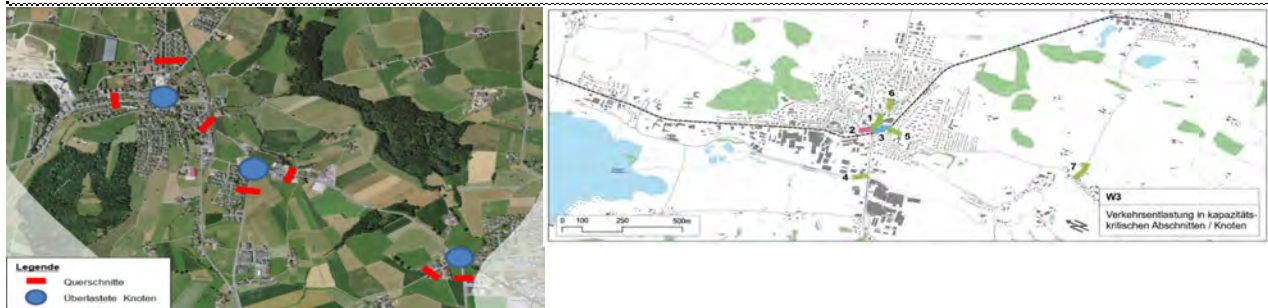 Legende
Querschnitte
Überlastete Knoten
6
1
2
3
5
4
7
0 100 250 500m
W3
Verkehrsentlastung in kapazitäts-
kritischen Abschnitten / Knoten